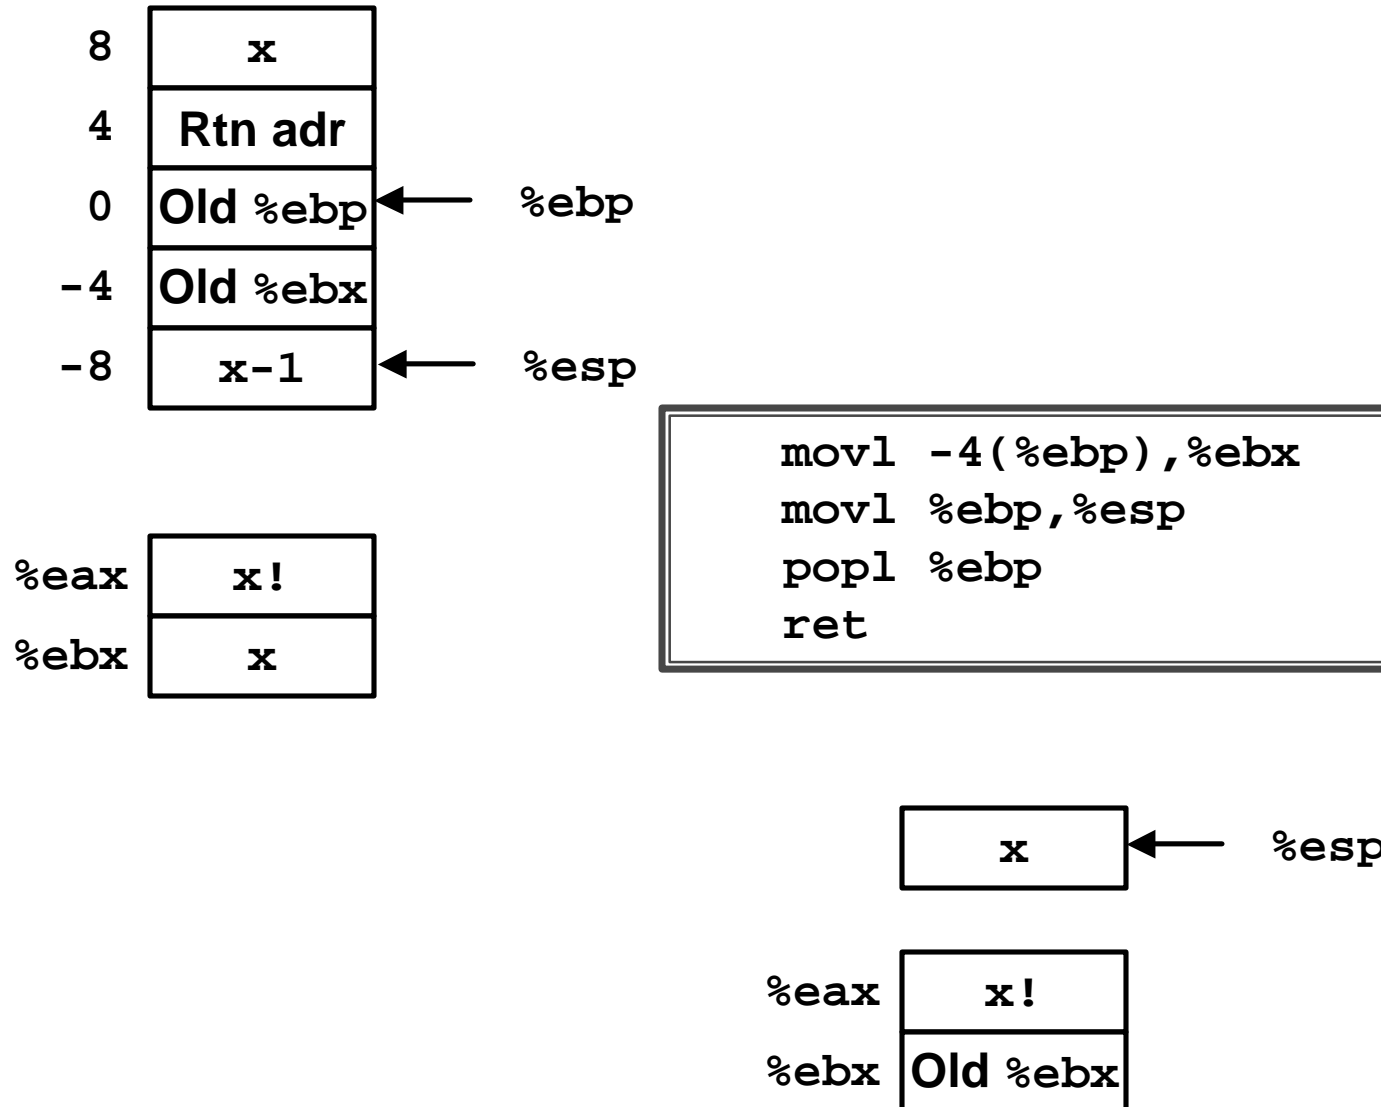 8 x
4 Rtn adr
0 Old %ebp %ebp
-4 Old %ebx
-8 x-1 %esp
movl -4(%ebp),%ebx
movl %ebp,%esp
popl %ebp
ret
%eax x!
%ebx x
x %esp
%eax x!
%ebx Old %ebx